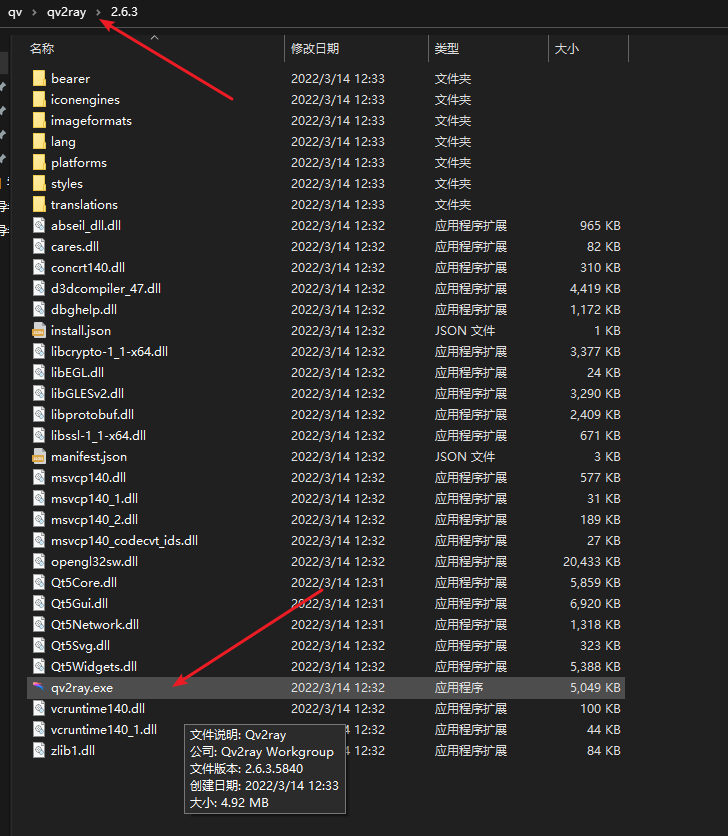 qv › qv2ray › 2.6.3
名称 修改日期 类型 大小
bearer 2022/3/14 12:33 文件夹
iconengines 2022/3/14 12:33 文件夹
imageformats 2022/3/14 12:33 文件夹
lang 2022/3/14 12:33 文件夹
platforms 2022/3/14 12:33 文件夹
styles 2022/3/14 12:33 文件夹
translations 2022/3/14 12:33 文件夹
abseil_dll.dll 2022/3/14 12:32 应用程序扩展 965 KB
cares.dll 2022/3/14 12:32 应用程序扩展 82 KB
concrt140.dll 2022/3/14 12:32 应用程序扩展 310 KB
d3dcompiler_47.dll 2022/3/14 12:32 应用程序扩展 4,419 KB
dbghelp.dll 2022/3/14 12:32 应用程序扩展 1,172 KB
install.json 2022/3/14 12:32 JSON 文件 1 KB
libcrypto-1_1-x64.dll 2022/3/14 12:32 应用程序扩展 3,377 KB
libEGL.dll 2022/3/14 12:32 应用程序扩展 24 KB
libGLESv2.dll 2022/3/14 12:32 应用程序扩展 3,290 KB
libprotobuf.dll 2022/3/14 12:32 应用程序扩展 2,409 KB
libssl-1_1-x64.dll 2022/3/14 12:32 应用程序扩展 671 KB
manifest.json 2022/3/14 12:32 JSON 文件 3 KB
msvcp140.dll 2022/3/14 12:32 应用程序扩展 577 KB
msvcp140_1.dll 2022/3/14 12:32 应用程序扩展 31 KB
msvcp140_2.dll 2022/3/14 12:32 应用程序扩展 189 KB
msvcp140_codecvt_ids.dll 2022/3/14 12:32 应用程序扩展 27 KB
opengl32sw.dll 2022/3/14 12:32 应用程序扩展 20,433 KB
Qt5Core.dll 2022/3/14 12:31 应用程序扩展 5,859 KB
Qt5Gui.dll 2022/3/14 12:31 应用程序扩展 6,920 KB
Qt5Network.dll 2022/3/14 12:31 应用程序扩展 1,318 KB
Qt5Svg.dll 2022/3/14 12:32 应用程序扩展 323 KB
Qt5Widgets.dll 2022/3/14 12:32 应用程序扩展 5,388 KB
qv2ray.exe 2022/3/14 12:32 应用程序 5,049 KB
vcruntime140.dll 2022/3/14 12:32 应用程序扩展 100 KB
vcruntime140_1.dll 4 12:32 应用程序扩展 44 KB
zlib1.dll 4 12:32 应用程序扩展 84 KB
文件说明: Qv2ray
公司: Qv2ray Workgroup
文件版本: 2.6.3.5840
创建日期: 2022/3/14 12:33
大小: 4.92 MB